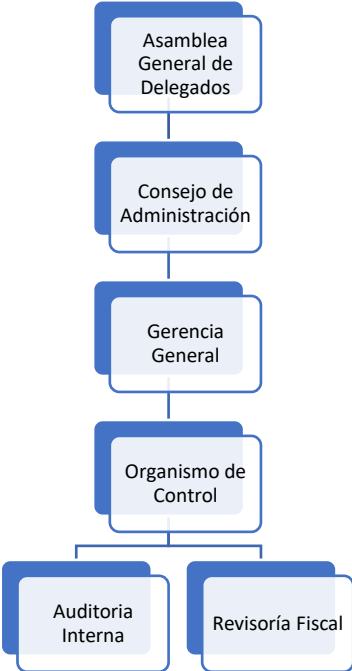 Asamblea
General de
Delegados
Consejo de
Administración
Gerencia
General
Organismo de
Control
Auditoria
Interna
Revisoría Fiscal